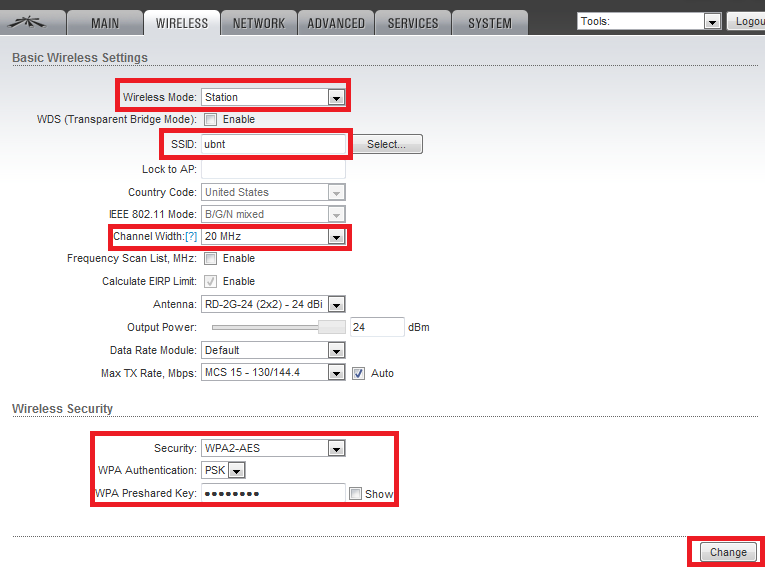 MAIN WIRELESS NETWORK ADVANCED SERVICES SYSTEM Tools: Logou
Basic Wireless Settings
Wireless Mode: Station
WDS (Transparent Bridge Mode): Enable
SSID: ubnt Select...
Lock to AP:
Country Code: United States
IEEE 802.11 Mode: B/G/N mixed
Channel Width:[?] 20 MHz
Frequency Scan List, MHz: Enable
Calculate EIRP Limit: Enable
Antenna: RD-2G-24 (2x2) - 24 dBi
Output Power: 24 dBm
Data Rate Module: Default
Max TX Rate, Mbps: MCS 15 - 130/144.4 Auto
Wireless Security
Security: WPA2-AES
WPA Authentication: PSK
WPA Preshared Key: •••••••• Show
Change